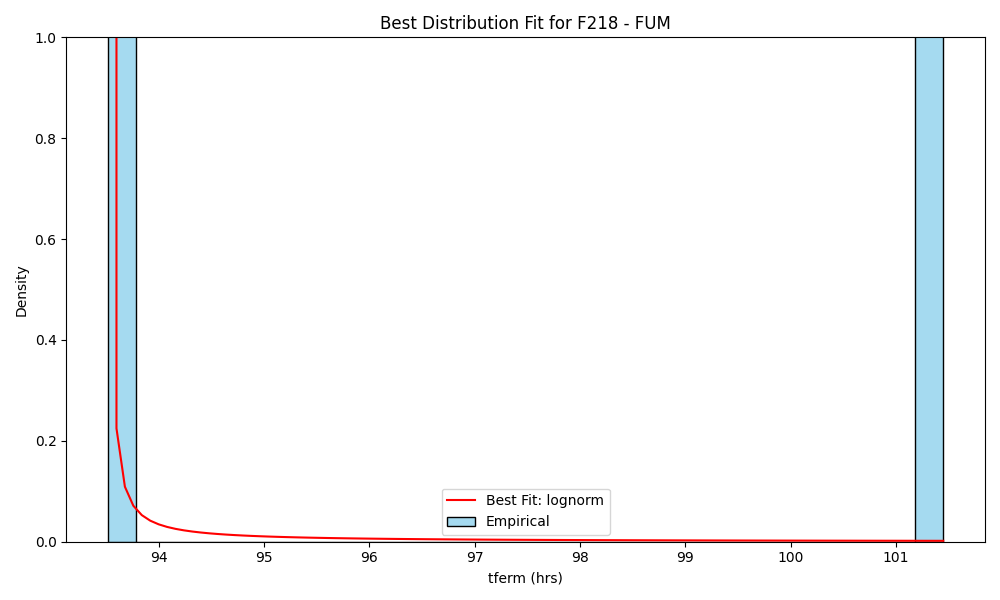 Best Distribution Fit for F218 - FUM
1.0
0.8
0.6
0.4
0.2
0.0
Density
Best Fit: lognorm
Empirical
94 95 96 97 98 99 100 101
tferm (hrs)